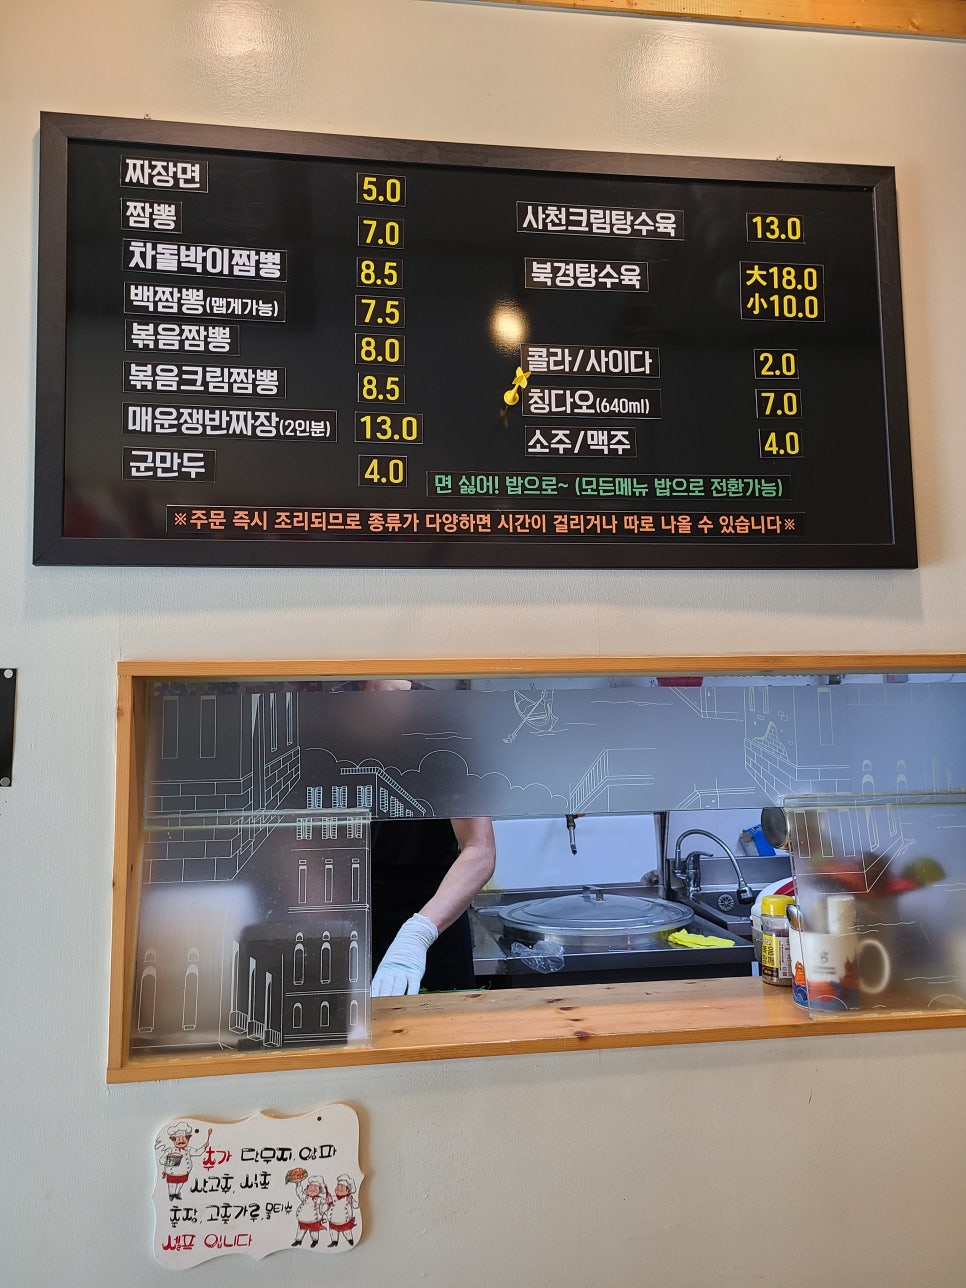 짜장면 5.0
짬뽕 7.0
차돌박이짬뽕 8.5
백짬뽕(맵게가능) 7.5
볶음짬뽕 8.0
볶음크림짬뽕 8.5
매운쟁반짜장(2인분) 13.0
군만두 4.0
사천크림탕수육 13.0
북경탕수육 大18.0
小10.0
콜라/사이다 2.0
칭다오(640ml) 7.0
소주/맥주 4.0
면 싫어! 밥으로~ (모든메뉴 밥으로 전환가능)
※주문 즉시 조리되므로 종류가 다양하면 시간이 걸리거나 따로 나올 수 있습니다※
추가 단무지, 양파
식초
춘장, 고춧가루, 물티슈
셀프 입니다